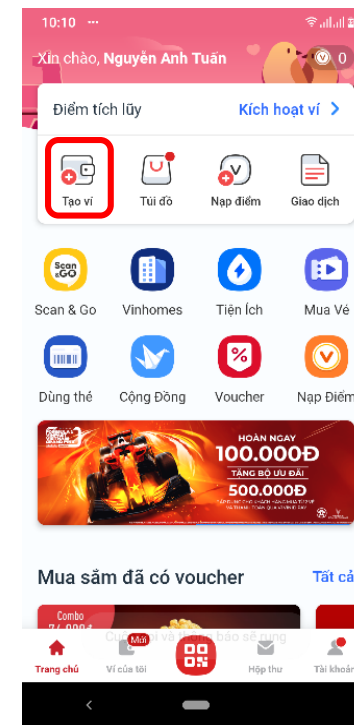 10:10 ...
Xin chào, Nguyễn Anh Tuấn
0
Điểm tích lũy Kích hoạt ví >
Tạo ví Túi đồ Nạp điểm Giao dịch
Scan & GO
Scan & Go Vinhomes Tiện Ích Mua Vé
Dùng thẻ Cộng Đồng Voucher Nạp Điểm
HOÀN NGAY
100.000Đ
TẶNG BỘ ƯU ĐÃI
500.000Đ
Mua sắm đã có voucher Tất cả
Combo
Mới
Trang chủ Ví của tôi Hộp thư Tài khoản